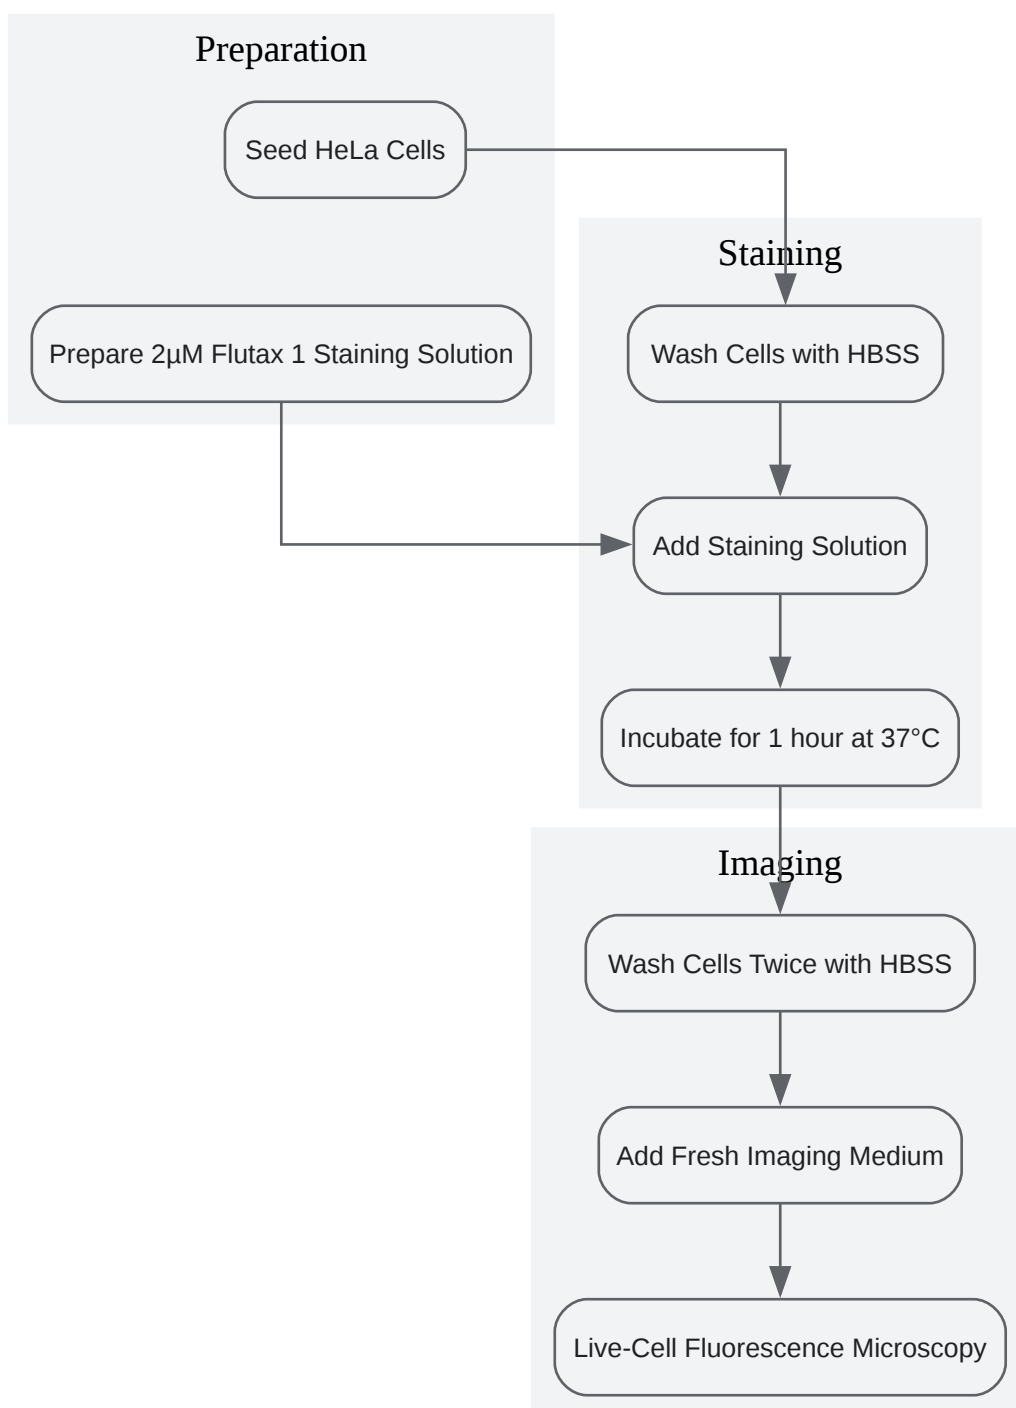 Preparation
Seed HeLa Cells
Prepare 2µM Flutax 1 Staining Solution
Staining
Wash Cells with HBSS
Add Staining Solution
Incubate for 1 hour at 37°C
Imaging
Wash Cells Twice with HBSS
Add Fresh Imaging Medium
Live-Cell Fluorescence Microscopy